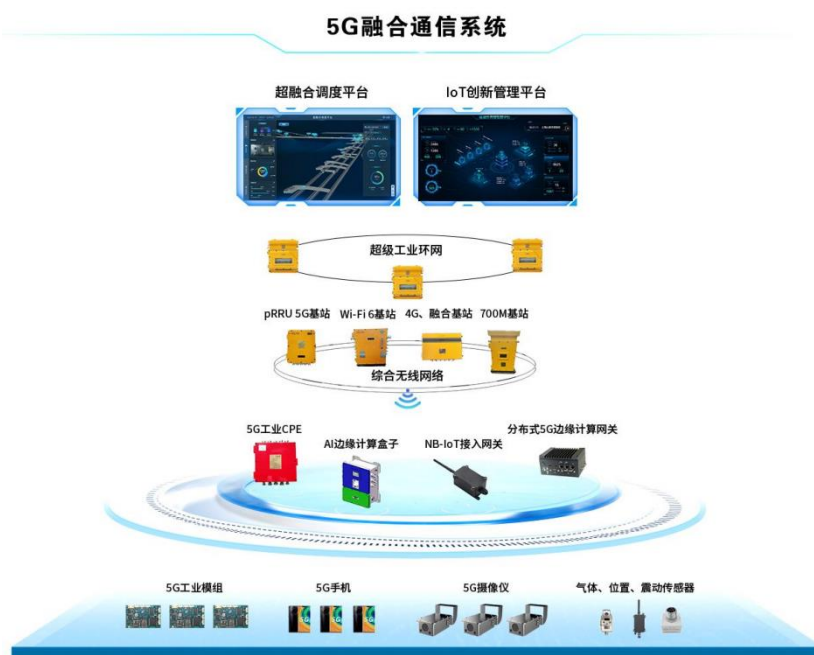 5G融合通信系统
超融合调度平台
IoT创新管理平台
超级工业环网
pRRU 5G基站
Wi-Fi 6基站
4G、融合基站
700M基站
综合无线网络
5G工业CPE
AI边缘计算盒子
NB-IoT接入网关
分布式5G边缘计算网关
5G工业模组
5G手机
5G摄像仪
气体、位置、震动传感器